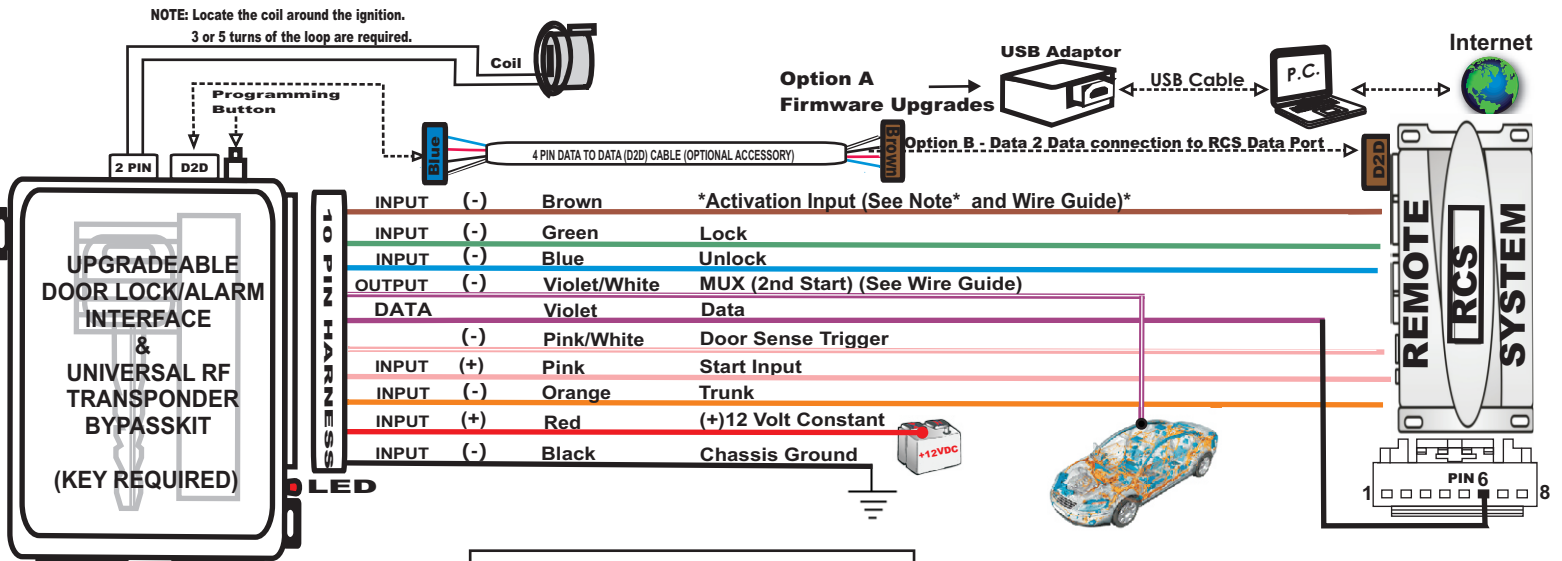 NOTE: Locate the coil around the ignition.
3 or 5 turns of the loop are required.
Coil
Programming
Button
2 PIN
D2D
Option A
Firmware Upgrades
USB Adaptor
USB Cable
P.C.
Internet
Blue
4 PIN DATA TO DATA (D2D) CABLE (OPTIONAL ACCESSORY)
Brown
Option B - Data 2 Data connection to RCS Data Port
D2D
UPGRADEABLE
DOOR LOCK/ALARM
INTERFACE
&
UNIVERSAL RF
TRANSPONDER
BYPASSKIT
(KEY REQUIRED)
LED
10 PIN HARNESS
INPUT (-) Brown *Activation Input (See Note* and Wire Guide)*
INPUT (-) Green Lock
INPUT (-) Blue Unlock
OUTPUT (-) Violet/White MUX (2nd Start) (See Wire Guide)
DATA Violet Data
(-) Pink/White Door Sense Trigger
INPUT (+) Pink Start Input
INPUT (-) Orange Trunk
INPUT (+) Red (+)12 Volt Constant
INPUT (-) Black Chassis Ground
+12VDC
REMOTE
RCS
SYSTEM
PIN 6
1
8